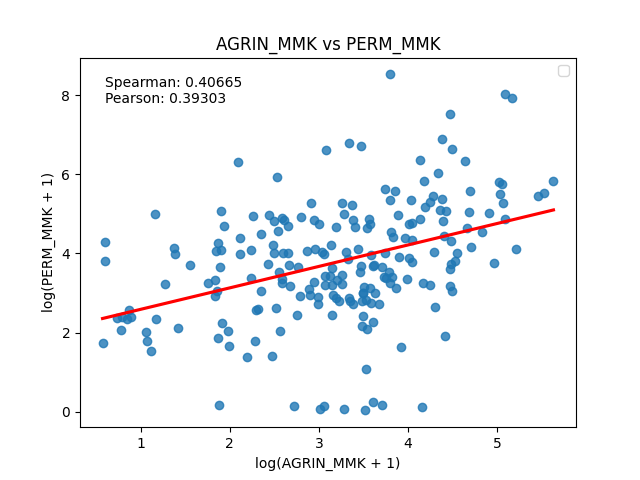 AGRIN_MMK vs PERM_MMK
Spearman: 0.40665
Pearson: 0.39303
8
6
4
2
0
log(PERM_MMK + 1)
1 2 3 4 5
log(AGRIN_MMK + 1)